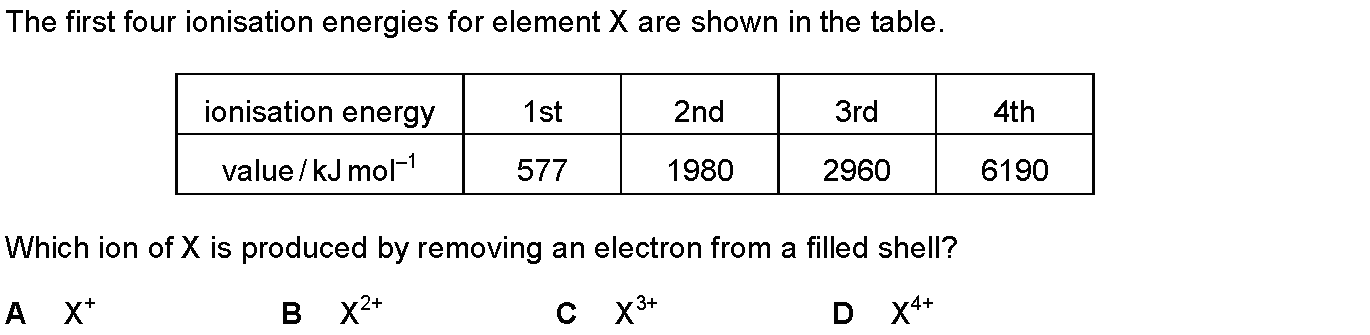 The first four ionisation energies for element X are shown in the table.
ionisation energy 1st 2nd 3rd 4th
value / kJ mol⁻¹ 577 1980 2960 6190
Which ion of X is produced by removing an electron from a filled shell?
A X⁺ B X²⁺ C X³⁺ D X⁴⁺